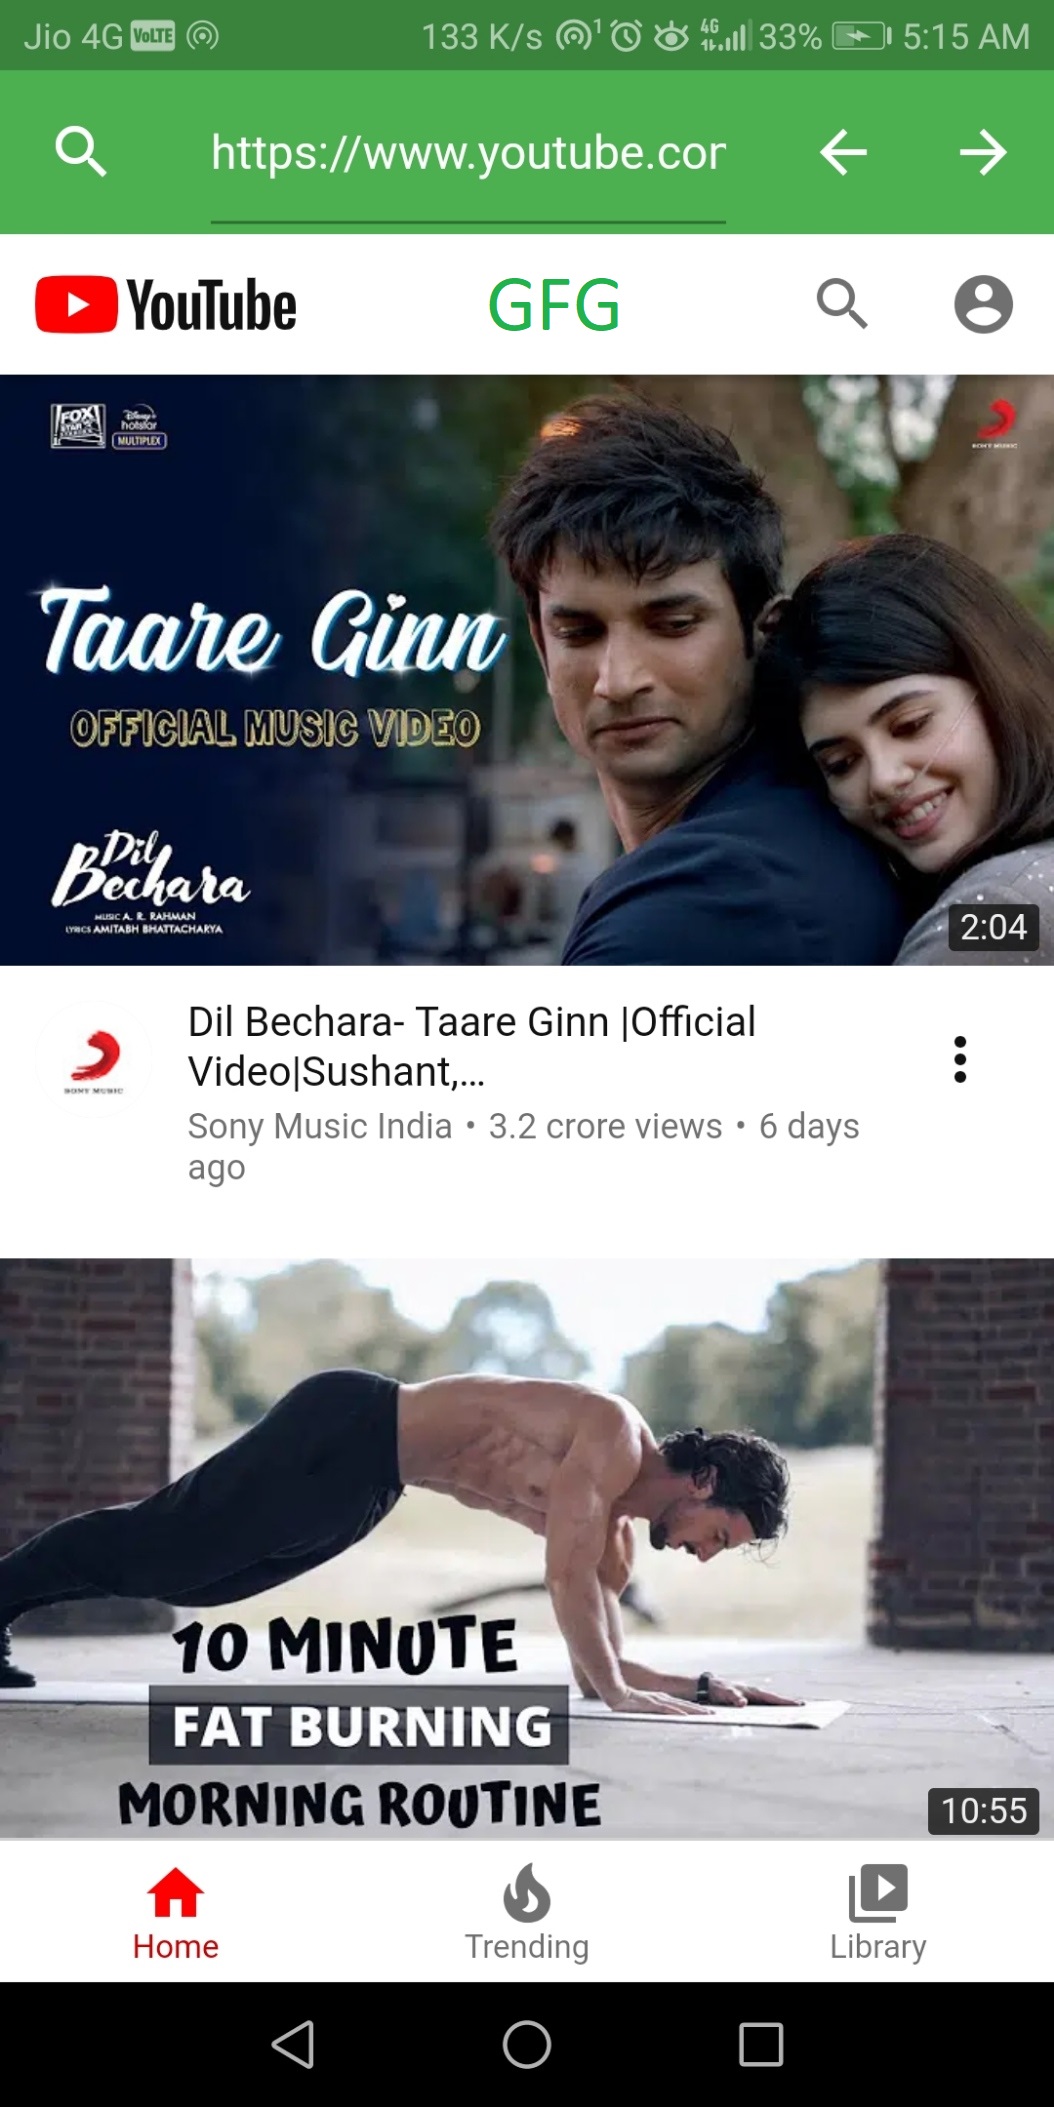 Jio 4G VoLTE 133 K/s 1 4G 33% 5:15 AM
https://www.youtube.cor
YouTube GFG
FOX
STAR
Disney+
hotstar
MULTIPLEX
SONY MUSIC
Taare Ginn
OFFICIAL MUSIC VIDEO
Dil
Bechara
MUSIC A. R. RAHMAN
LYRICS AMITABH BHATTACHARYA
2:04
Dil Bechara- Taare Ginn |Official
Video|Sushant,...
SONY MUSIC
Sony Music India • 3.2 crore views • 6 days
ago
10 MINUTE
FAT BURNING
MORNING ROUTINE
10:55
Home Trending Library